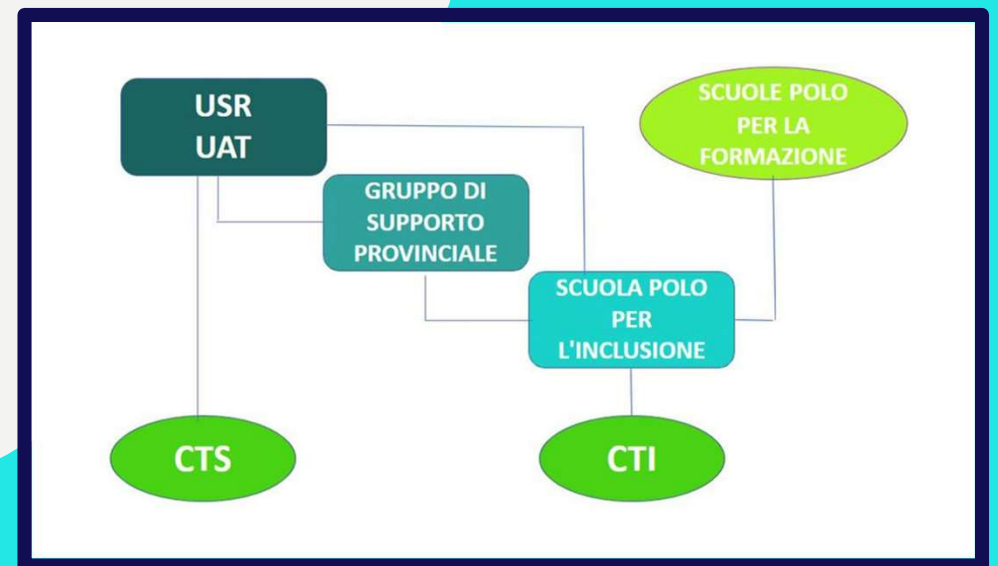 USR
UAT
SCUOLE POLO
PER LA
FORMAZIONE
GRUPPO DI
SUPPORTO
PROVINCIALE
SCUOLA POLO
PER
L'INCLUSIONE
CTS
CTI